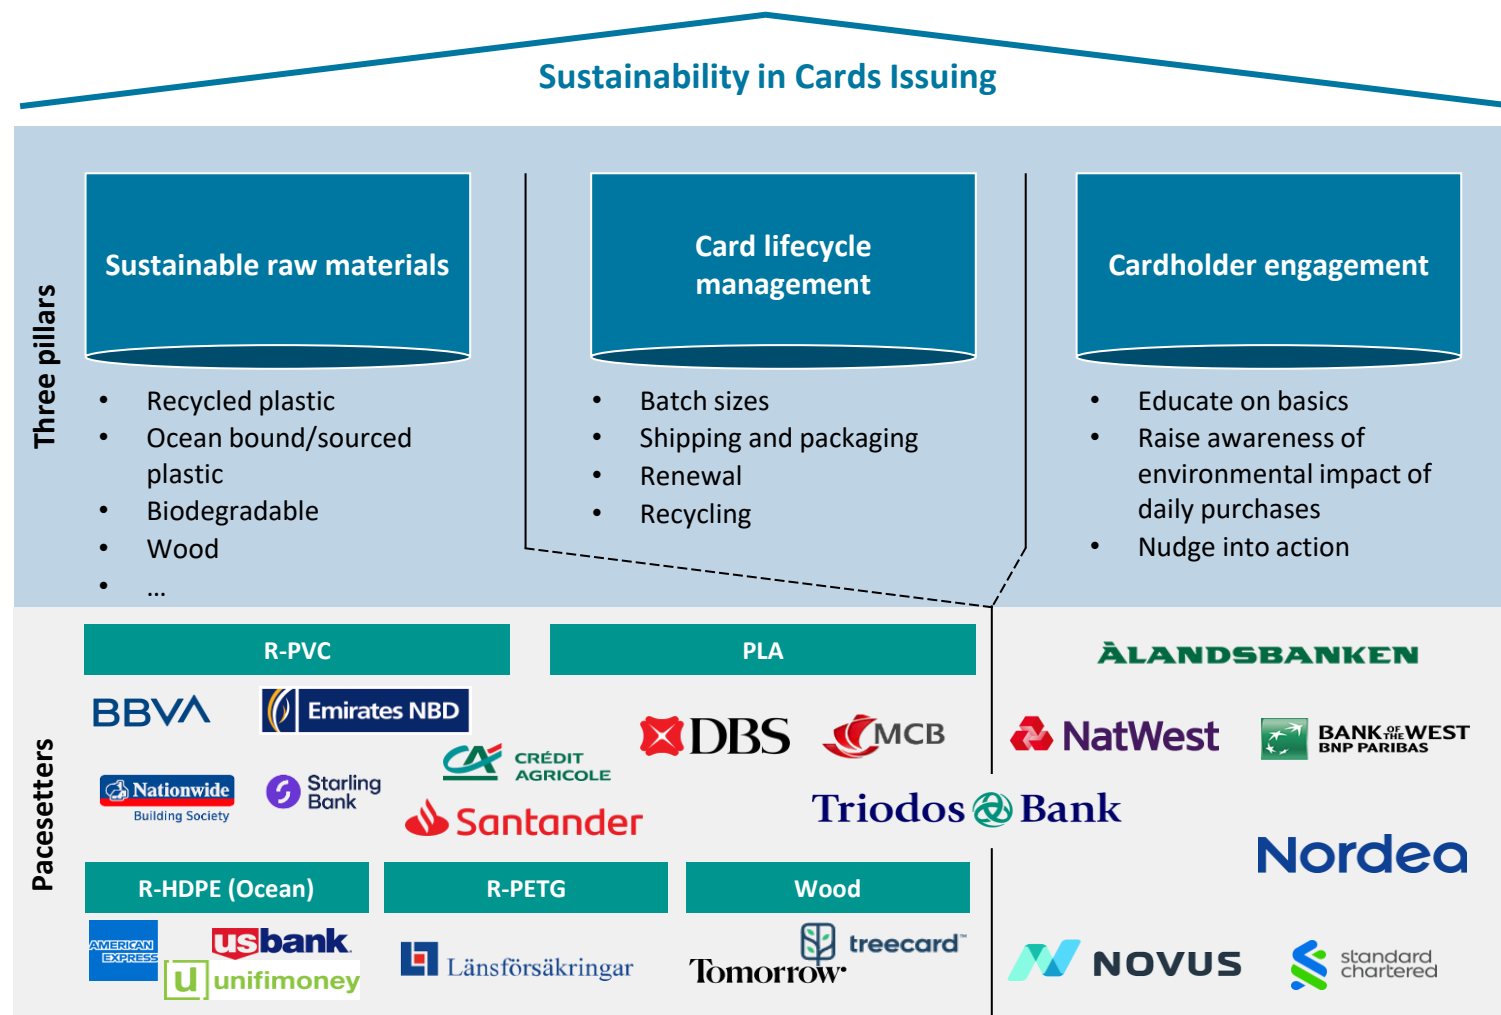 Sustainability in Cards Issuing
Three pillars
Sustainable raw materials
• Recycled plastic
• Ocean bound/sourced
plastic
• Biodegradable
• Wood
• ...
Card lifecycle
management
• Batch sizes
• Shipping and packaging
• Renewal
• Recycling
Cardholder engagement
• Educate on basics
• Raise awareness of
environmental impact of
daily purchases
• Nudge into action
Pacesetters
R-PVC
BBVA
Emirates NBD
CRÉDIT
AGRICOLE
Nationwide
Building Society
Starling
Bank
Santander
PLA
DBS
MCB
Triodos Bank
R-HDPE (Ocean)
AMERICAN
EXPRESS
usbank.
u unifimoney
R-PETG
Länsförsäkringar
Wood
treecard™
Tomorrow.
ÅLANDSBANKEN
NatWest
BANK OF THE WEST
BNP PARIBAS
Nordea
NOVUS
standard
chartered